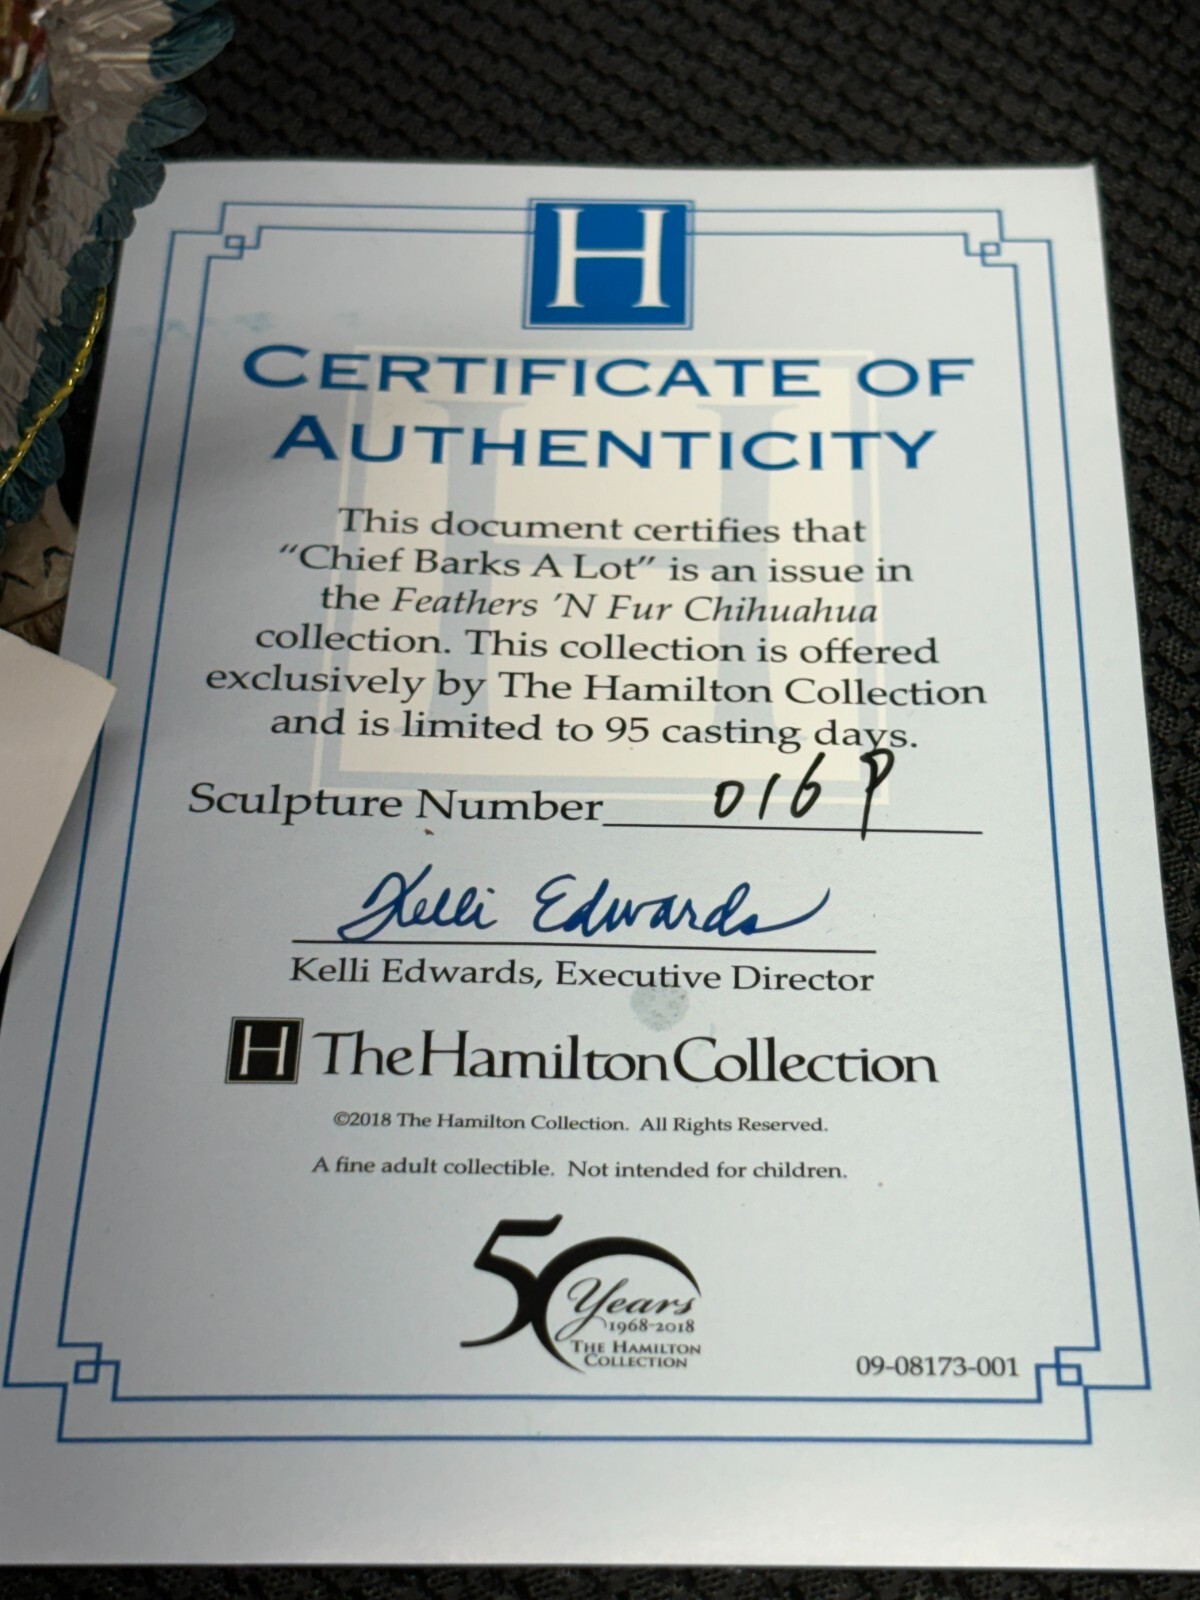 H
CERTIFICATE OF
AUTHENTICITY
This document certifies that
“Chief Barks A Lot” is an issue in
the Feathers ’N Fur Chihuahua
collection. This collection is offered
exclusively by The Hamilton Collection
and is limited to 95 casting days.
Sculpture Number 016P
Kelli Edwards
Kelli Edwards, Executive Director
H The Hamilton Collection
©2018 The Hamilton Collection. All Rights Reserved.
A fine adult collectible. Not intended for children.
50
Years
1968-2018
THE HAMILTON
COLLECTION
09-08173-001